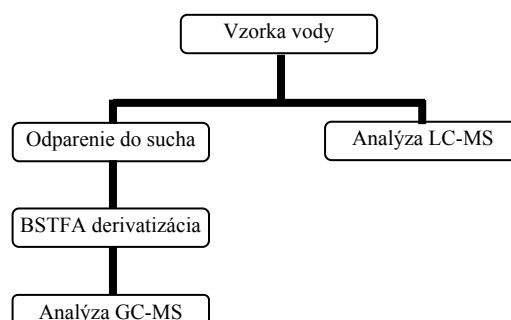 Vzorka vody
Odparenie do sucha
Analýza LC-MS
BSTFA derivatizácia
Analýza GC-MS